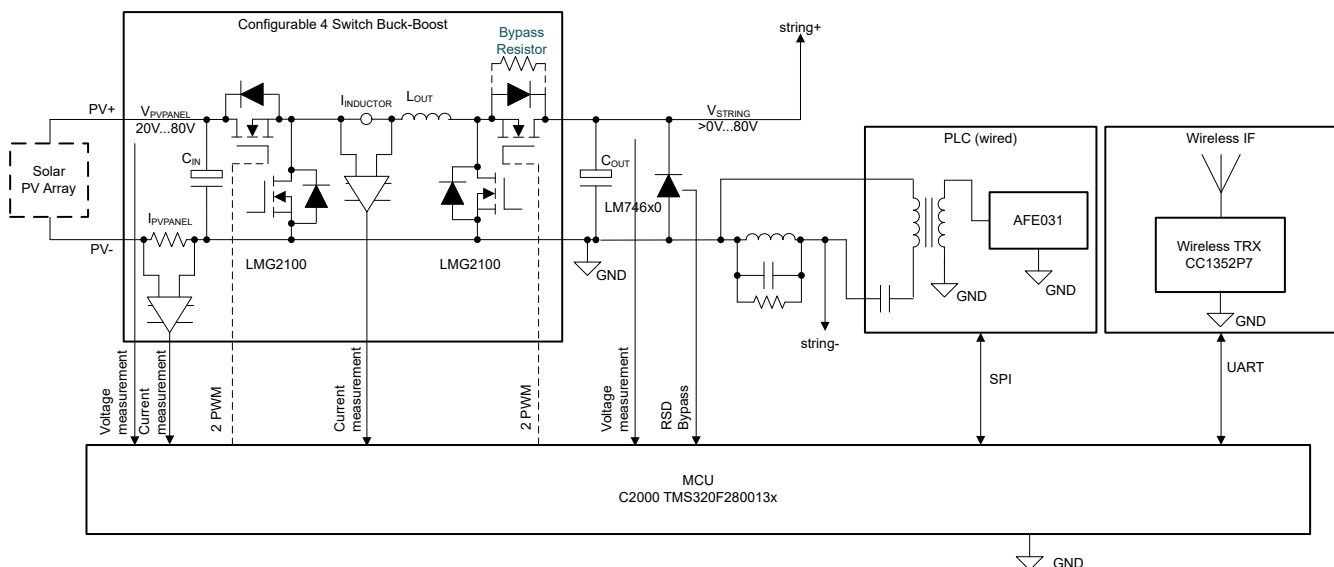 Configurable 4 Switch Buck-Boost
Bypass
Resistor
string+
PV+
VPVPANEL
20V...80V
IINDUCTOR
LOUT
VSTRING
>0V...80V
PLC (wired)
Wireless IF
Solar
PV Array
CIN
COUT
LM746x0
AFE031
Wireless TRX
CC1352P7
IPVPANEL
PV-
LMG2100
LMG2100
GND
GND
GND
GND
string-
Voltage
measurement
Current
measurement
2 PWM
Current
measurement
2 PWM
Voltage
measurement
RSD
Bypass
SPI
UART
MCU
C2000 TMS320F280013x
GND